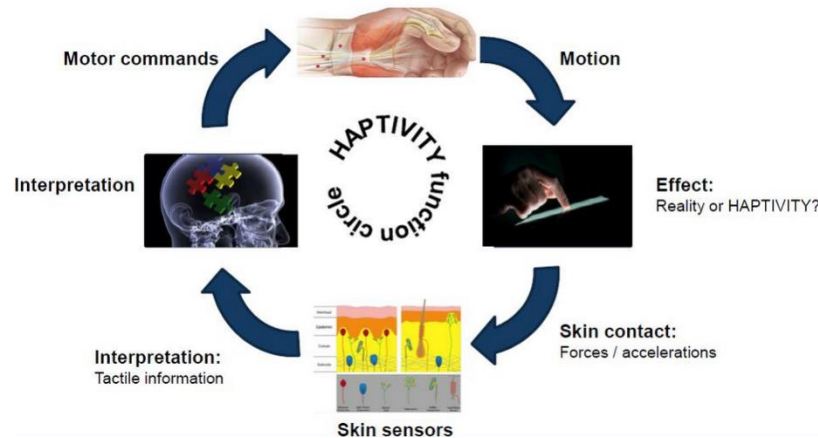 Motor commands
Motion
HAPTIVITY function circle
Interpretation
Effect:
Reality or HAPTIVITY?
Skin contact:
Forces / accelerations
Interpretation:
Tactile information
Skin sensors